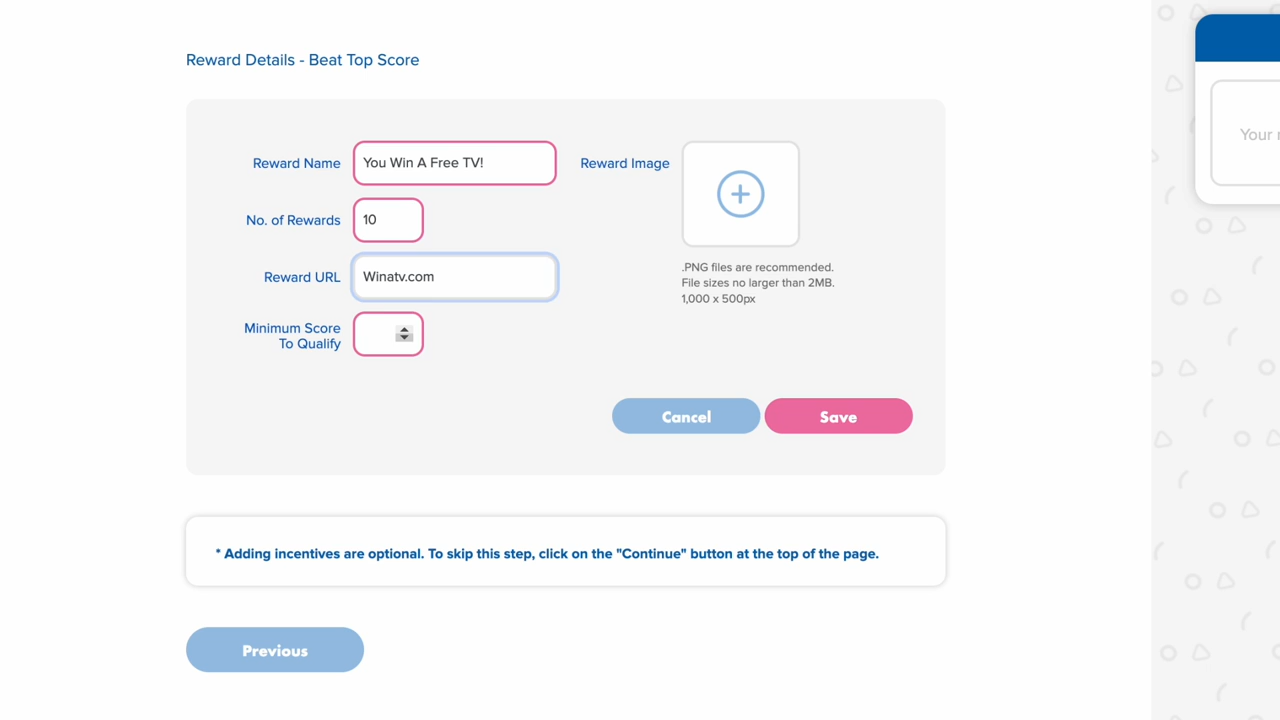 Reward Details - Beat Top Score
Reward Name
You Win A Free TV!
Reward Image
No. of Rewards
10
Reward URL
Winatv.com
.PNG files are recommended.
File sizes no larger than 2MB.
1,000 x 500px
Minimum Score
To Qualify
Cancel
Save
* Adding incentives are optional. To skip this step, click on the "Continue" button at the top of the page.
Previous
Your